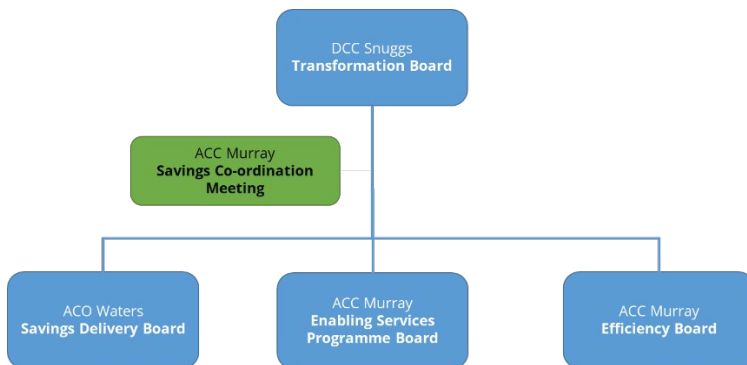 DCC Snuggs
Transformation Board
ACC Murray
Savings Co-ordination
Meeting
ACO Waters
Savings Delivery Board
ACC Murray
Enabling Services
Programme Board
ACC Murray
Efficiency Board